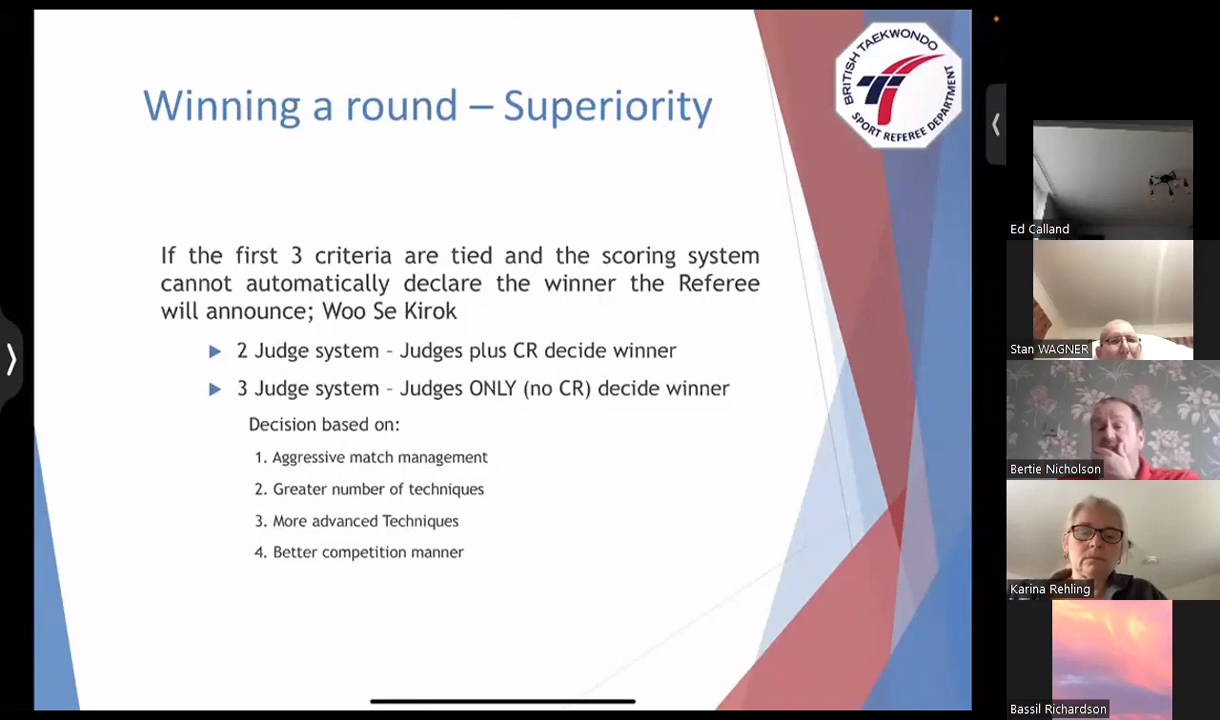 Winning a round – Superiority
BRITISH TAEKWONDO
SPORT REFEREE DEPARTMENT
If the first 3 criteria are tied and the scoring system
cannot automatically declare the winner the Referee
will announce; Woo Se Kirok
2 Judge system - Judges plus CR decide winner
3 Judge system - Judges ONLY (no CR) decide winner
Decision based on:
1. Aggressive match management
2. Greater number of techniques
3. More advanced Techniques
4. Better competition manner
Ed Calland
Stan WAGNER
Bertie Nicholson
Karina Rehling
Bassil Richardson